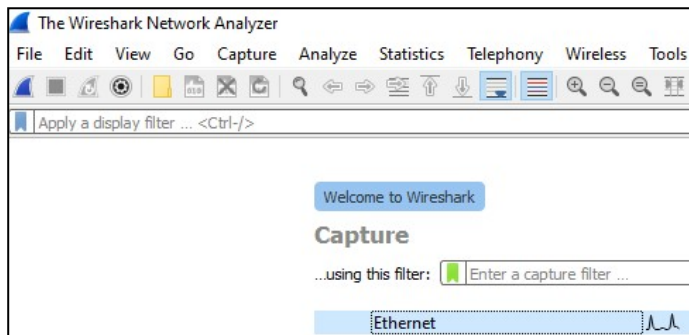 The Wireshark Network Analyzer
File Edit View Go Capture Analyze Statistics Telephony Wireless Tools
Apply a display filter ... <Ctrl-/>
Welcome to Wireshark
Capture
...using this filter: Enter a capture filter ...
Ethernet